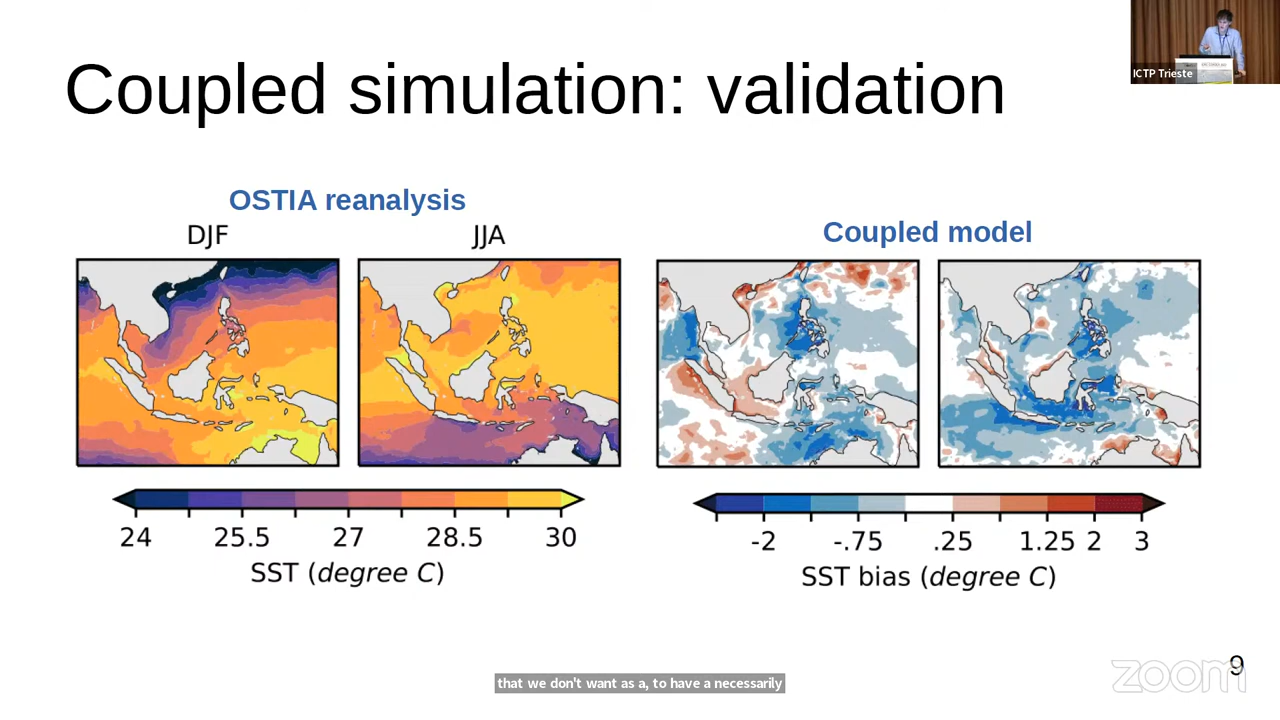 Coupled simulation: validation
ICTP Trieste
OSTIA reanalysis
DJF
JJA
Coupled model
24 25.5 27 28.5 30
SST (degree C)
-2 -.75 .25 1.25 2 3
SST bias (degree C)
that we don't want as a, to have a necessarily
zoom
9